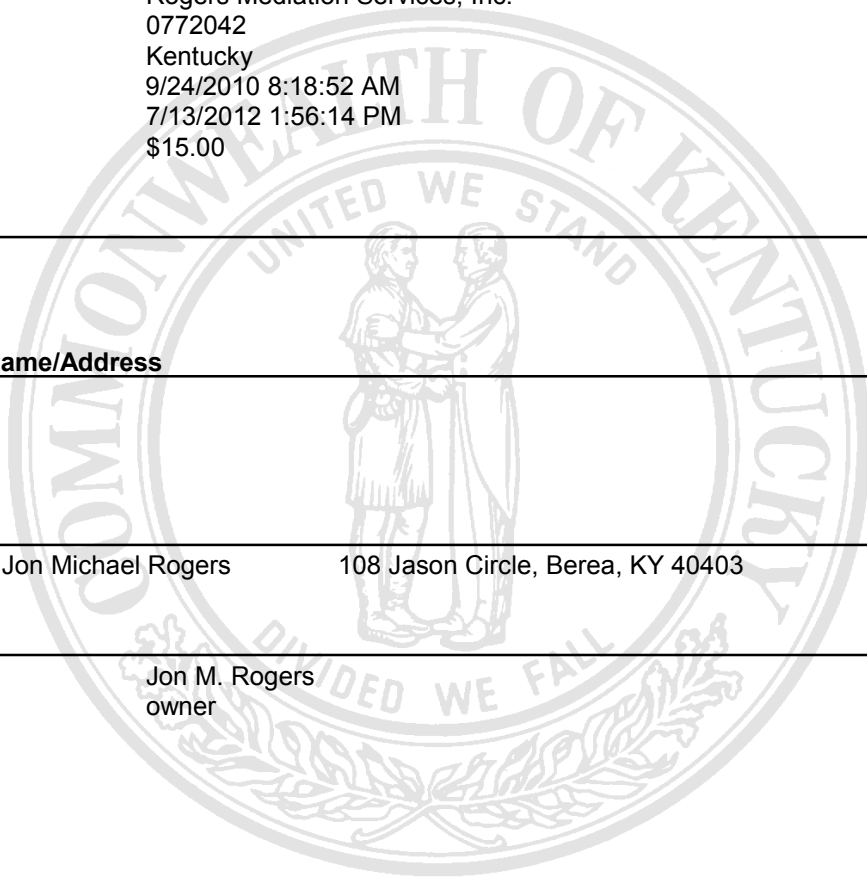 Rogers Mediation Services, Inc.
0772042
Kentucky
9/24/2010 8:18:52 AM
7/13/2012 1:56:14 PM
$15.00
COMMONWEALTH OF KENTUCKY
UNITED WE STAND
ame/Address
Jon Michael Rogers 108 Jason Circle, Berea, KY 40403
Jon M. Rogers
owner
DIVIDED WE FALL